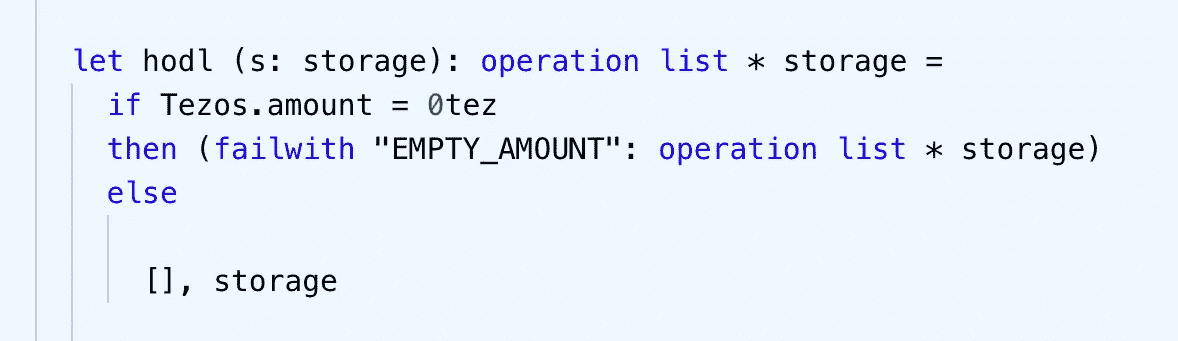 let hodl (s: storage): operation list * storage =
if Tezos.amount = 0tez
then (failwith "EMPTY_AMOUNT": operation list * storage)
else
[], storage